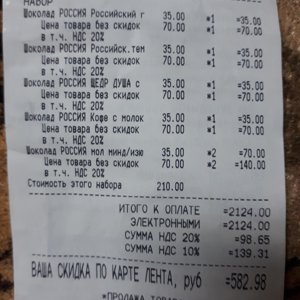 НАБОР
Шоколад РОССИЯ Российский г 35.00 *1 =35.00
Цена товара без скидок 70.00 *1 =70.00
в т.ч. НДС 20%
Шоколад РОССИЯ Российск.тем 35.00 *1 =35.00
Цена товара без скидок 70.00 *1 =70.00
в т.ч. НДС 20%
Шоколад РОССИЯ ЩЕДР ДУША с 35.00 *1 =35.00
Цена товара без скидок 70.00 *1 =70.00
в т.ч. НДС 20%
Шоколад РОССИЯ Кофе с молок 35.00 *1 =35.00
Цена товара без скидок 70.00 *1 =70.00
в т.ч. НДС 20%
Шоколад РОССИЯ мол минд/изю 35.00 *2 =70.00
Цена товара без скидок 70.00 *2 =140.00
в т.ч. НДС 20%
Стоимость этого набора 210.00
ИТОГО К ОПЛАТЕ =2124.00
ЭЛЕКТРОННЫМИ =2124.00
СУММА НДС 20% =98.65
СУММА НДС 10% =139.31
ВАША СКИДКА ПО КАРТЕ ЛЕНТА, руб =582.98
*ПРОДАЖА ТОВАР